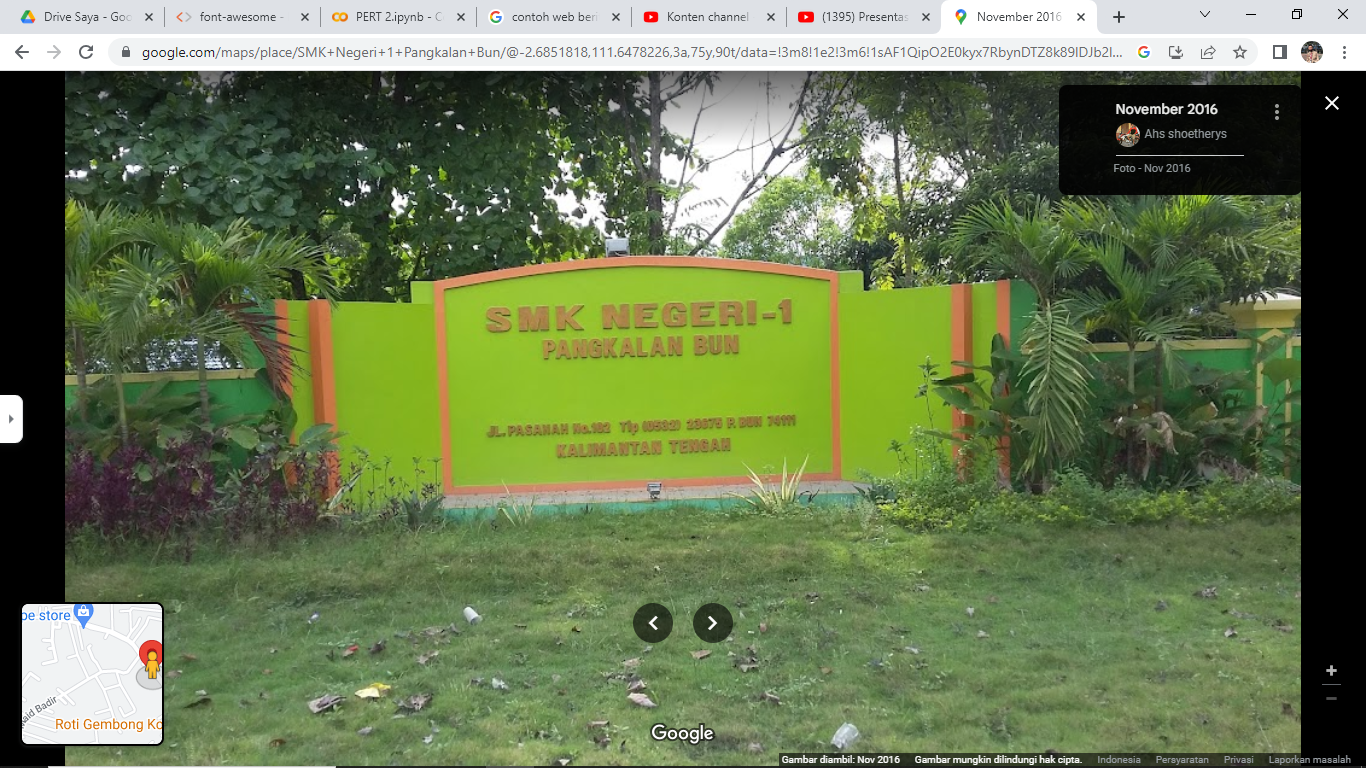 Drive Saya - Goo
font-awesome -
PERT 2.ipynb - C
contoh web beri
Konten channel
(1395) Presentas
November 2016
google.com/maps/place/SMK+Negeri+1+Pangkalan+Bun/@-2.6851818,111.6478226,3a,75y,90t/data=!3m8!1e2!3m6!1sAF1QipO2E0kyx7RbynDTZ8k89IDJb2I...
November 2016
Ahs shoetherys
Foto - Nov 2016
SMK NEGERI-1
PANGKALAN BUN
JL. PASANAH No.182 Tlp (0532) 23675 P. BUN 74111
KALIMANTAN TENGAH
pe store
aid Badir
Roti Gembong Ko
Google
Gambar diambil: Nov 2016 Gambar mungkin dilindungi hak cipta. Indonesia Persyaratan Privasi Laporkan masalah